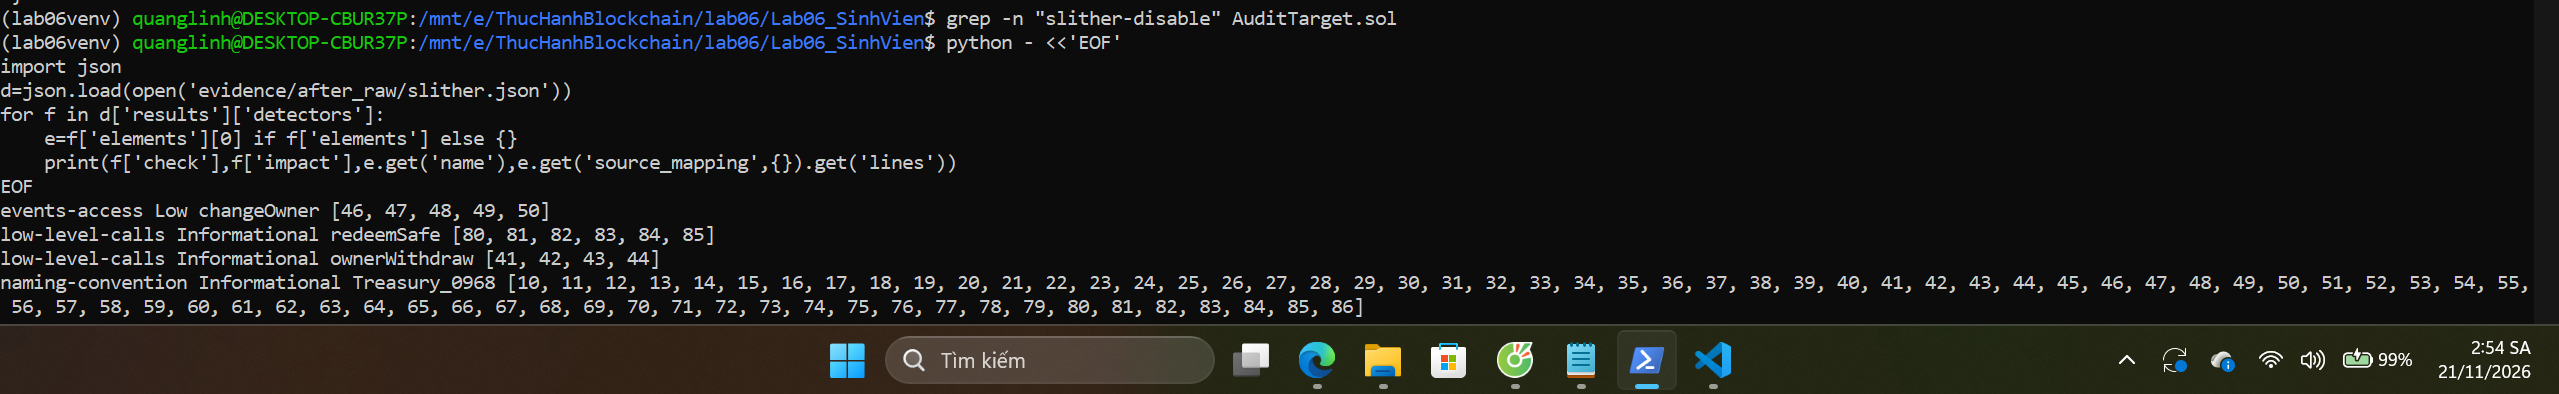 (lab06venv) quanglinh@DESKTOP-CBUR37P:/mnt/e/ThucHanhBlockchain/lab06/Lab06_SinhVien$ grep -n "slither-disable" AuditTarget.sol
(lab06venv) quanglinh@DESKTOP-CBUR37P:/mnt/e/ThucHanhBlockchain/lab06/Lab06_SinhVien$ python - <<'EOF'
import json
d=json.load(open('evidence/after_raw/slither.json'))
for f in d['results']['detectors']:
    e=f['elements'][0] if f['elements'] else {}
    print(f['check'],f['impact'],e.get('name'),e.get('source_mapping',{}).get('lines'))
EOF
events-access Low changeOwner [46, 47, 48, 49, 50]
low-level-calls Informational redeemSafe [80, 81, 82, 83, 84, 85]
low-level-calls Informational ownerWithdraw [41, 42, 43, 44]
naming-convention Informational Treasury_0968 [10, 11, 12, 13, 14, 15, 16, 17, 18, 19, 20, 21, 22, 23, 24, 25, 26, 27, 28, 29, 30, 31, 32, 33, 34, 35, 36, 37, 38, 39, 40, 41, 42, 43, 44, 45, 46, 47, 48, 49, 50, 51, 52, 53, 54, 55,
 56, 57, 58, 59, 60, 61, 62, 63, 64, 65, 66, 67, 68, 69, 70, 71, 72, 73, 74, 75, 76, 77, 78, 79, 80, 81, 82, 83, 84, 85, 86]
Tìm kiếm
99%
2:54 SA
21/11/2026